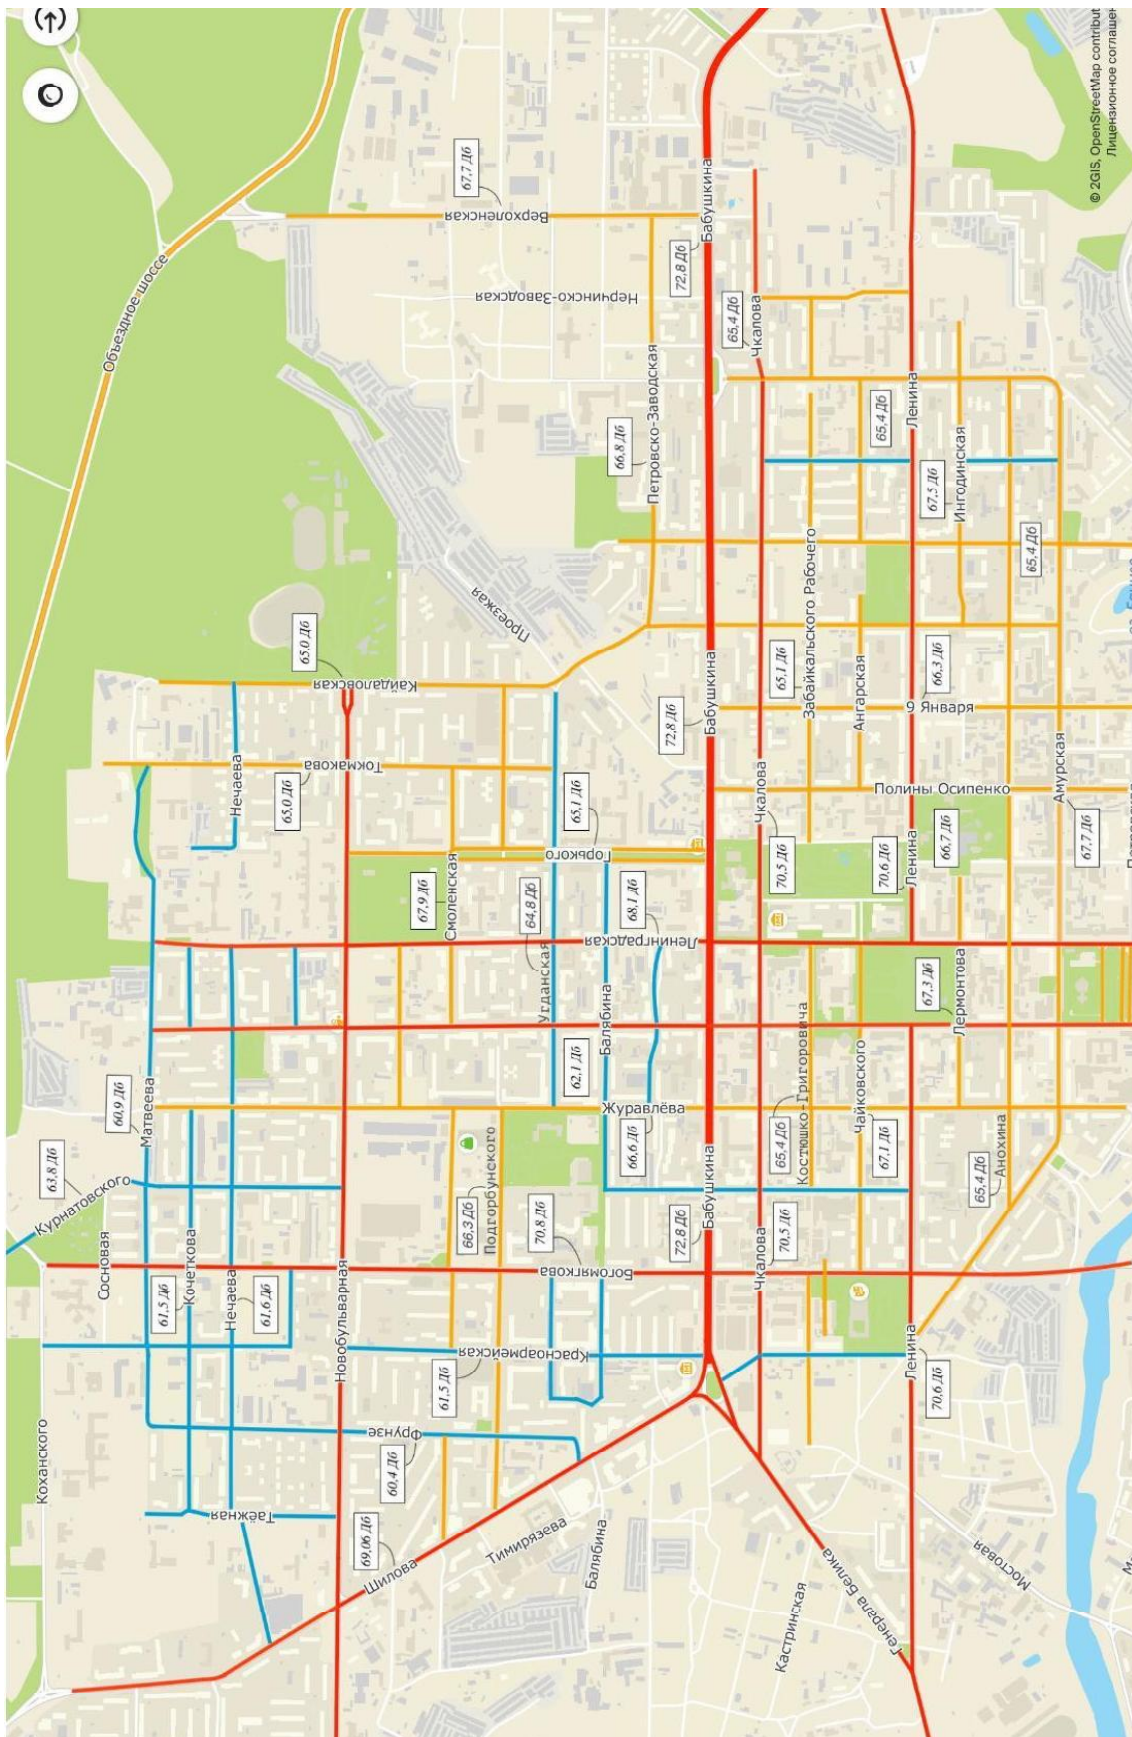 © 2GIS, OpenStreetMap contribut
Лицензионное соглашен
Объездное шоссе
67,7 Дб
Верхоленская
Нерчинско-Заводская
Бабушкина
72,8 Дб
65,4 Дб
Чкалова
Петровско-Заводская
66,8 Дб
65,4 Дб
Ленина
67,5 Дб
Ингодинская
65,4 Дб
Проезжая
65,0 Дб
Кайдаловская
Забайкальского Рабочего
65,1 Дб
Ангарская
66,3 Дб
9 Января
Бабушкина
72,8 Дб
Нечаева
65,0 Дб
Токмакова
65,1 Дб
Горького
Чкалова
70,5 Дб
Полины Осипенко
Амурская
67,7 Дб
66,7 Дб
70,6 Дб
Ленина
67,9 Дб
Смоленская
64,8 Дб
Угданская
68,1 Дб
Ленинградская
67,3 Дб
Лермонтова
Балябина
62,1 Дб
60,9 Дб
Матвеева
Журавлёва
66,6 Дб
65,4 Дб
Костюшко-Григоровича
Чайковского
67,1 Дб
65,4 Дб
Анохина
63,8 Дб
Курнатовского
Сосновая
66,3 Дб
Подгорбунского
70,8 Дб
Богомягкова
72,8 Дб
Бабушкина
70,5 Дб
Чкалова
61,5 Дб
Кочеткова
Нечаева
61,6 Дб
Новобульварная
Красноармейская
61,5 Дб
Ленина
70,6 Дб
Коханского
Фрунзе
60,4 Дб
Таёжная
69,06 Дб
Шилова
Тимирязева
Балябина
Кастринская
Генерала Белика
Мостовая